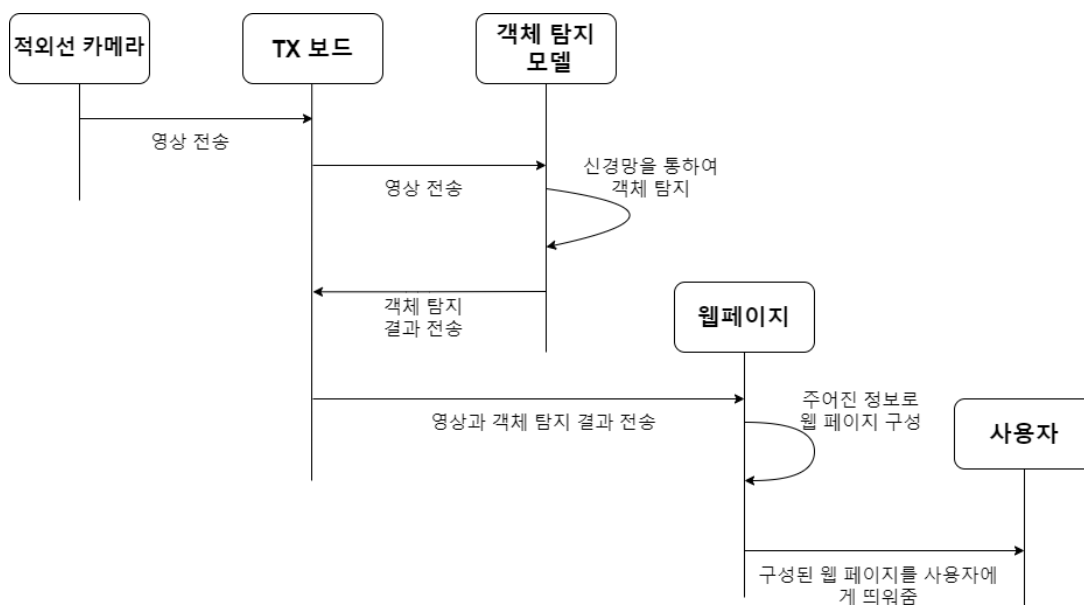 적외선 카메라
TX 보드
객체 탐지
모델
영상 전송
영상 전송
신경망을 통하여
객체 탐지
객체 탐지
결과 전송
웹페이지
영상과 객체 탐지 결과 전송
주어진 정보로
웹 페이지 구성
사용자
구성된 웹 페이지를 사용자에
게 띄워줌